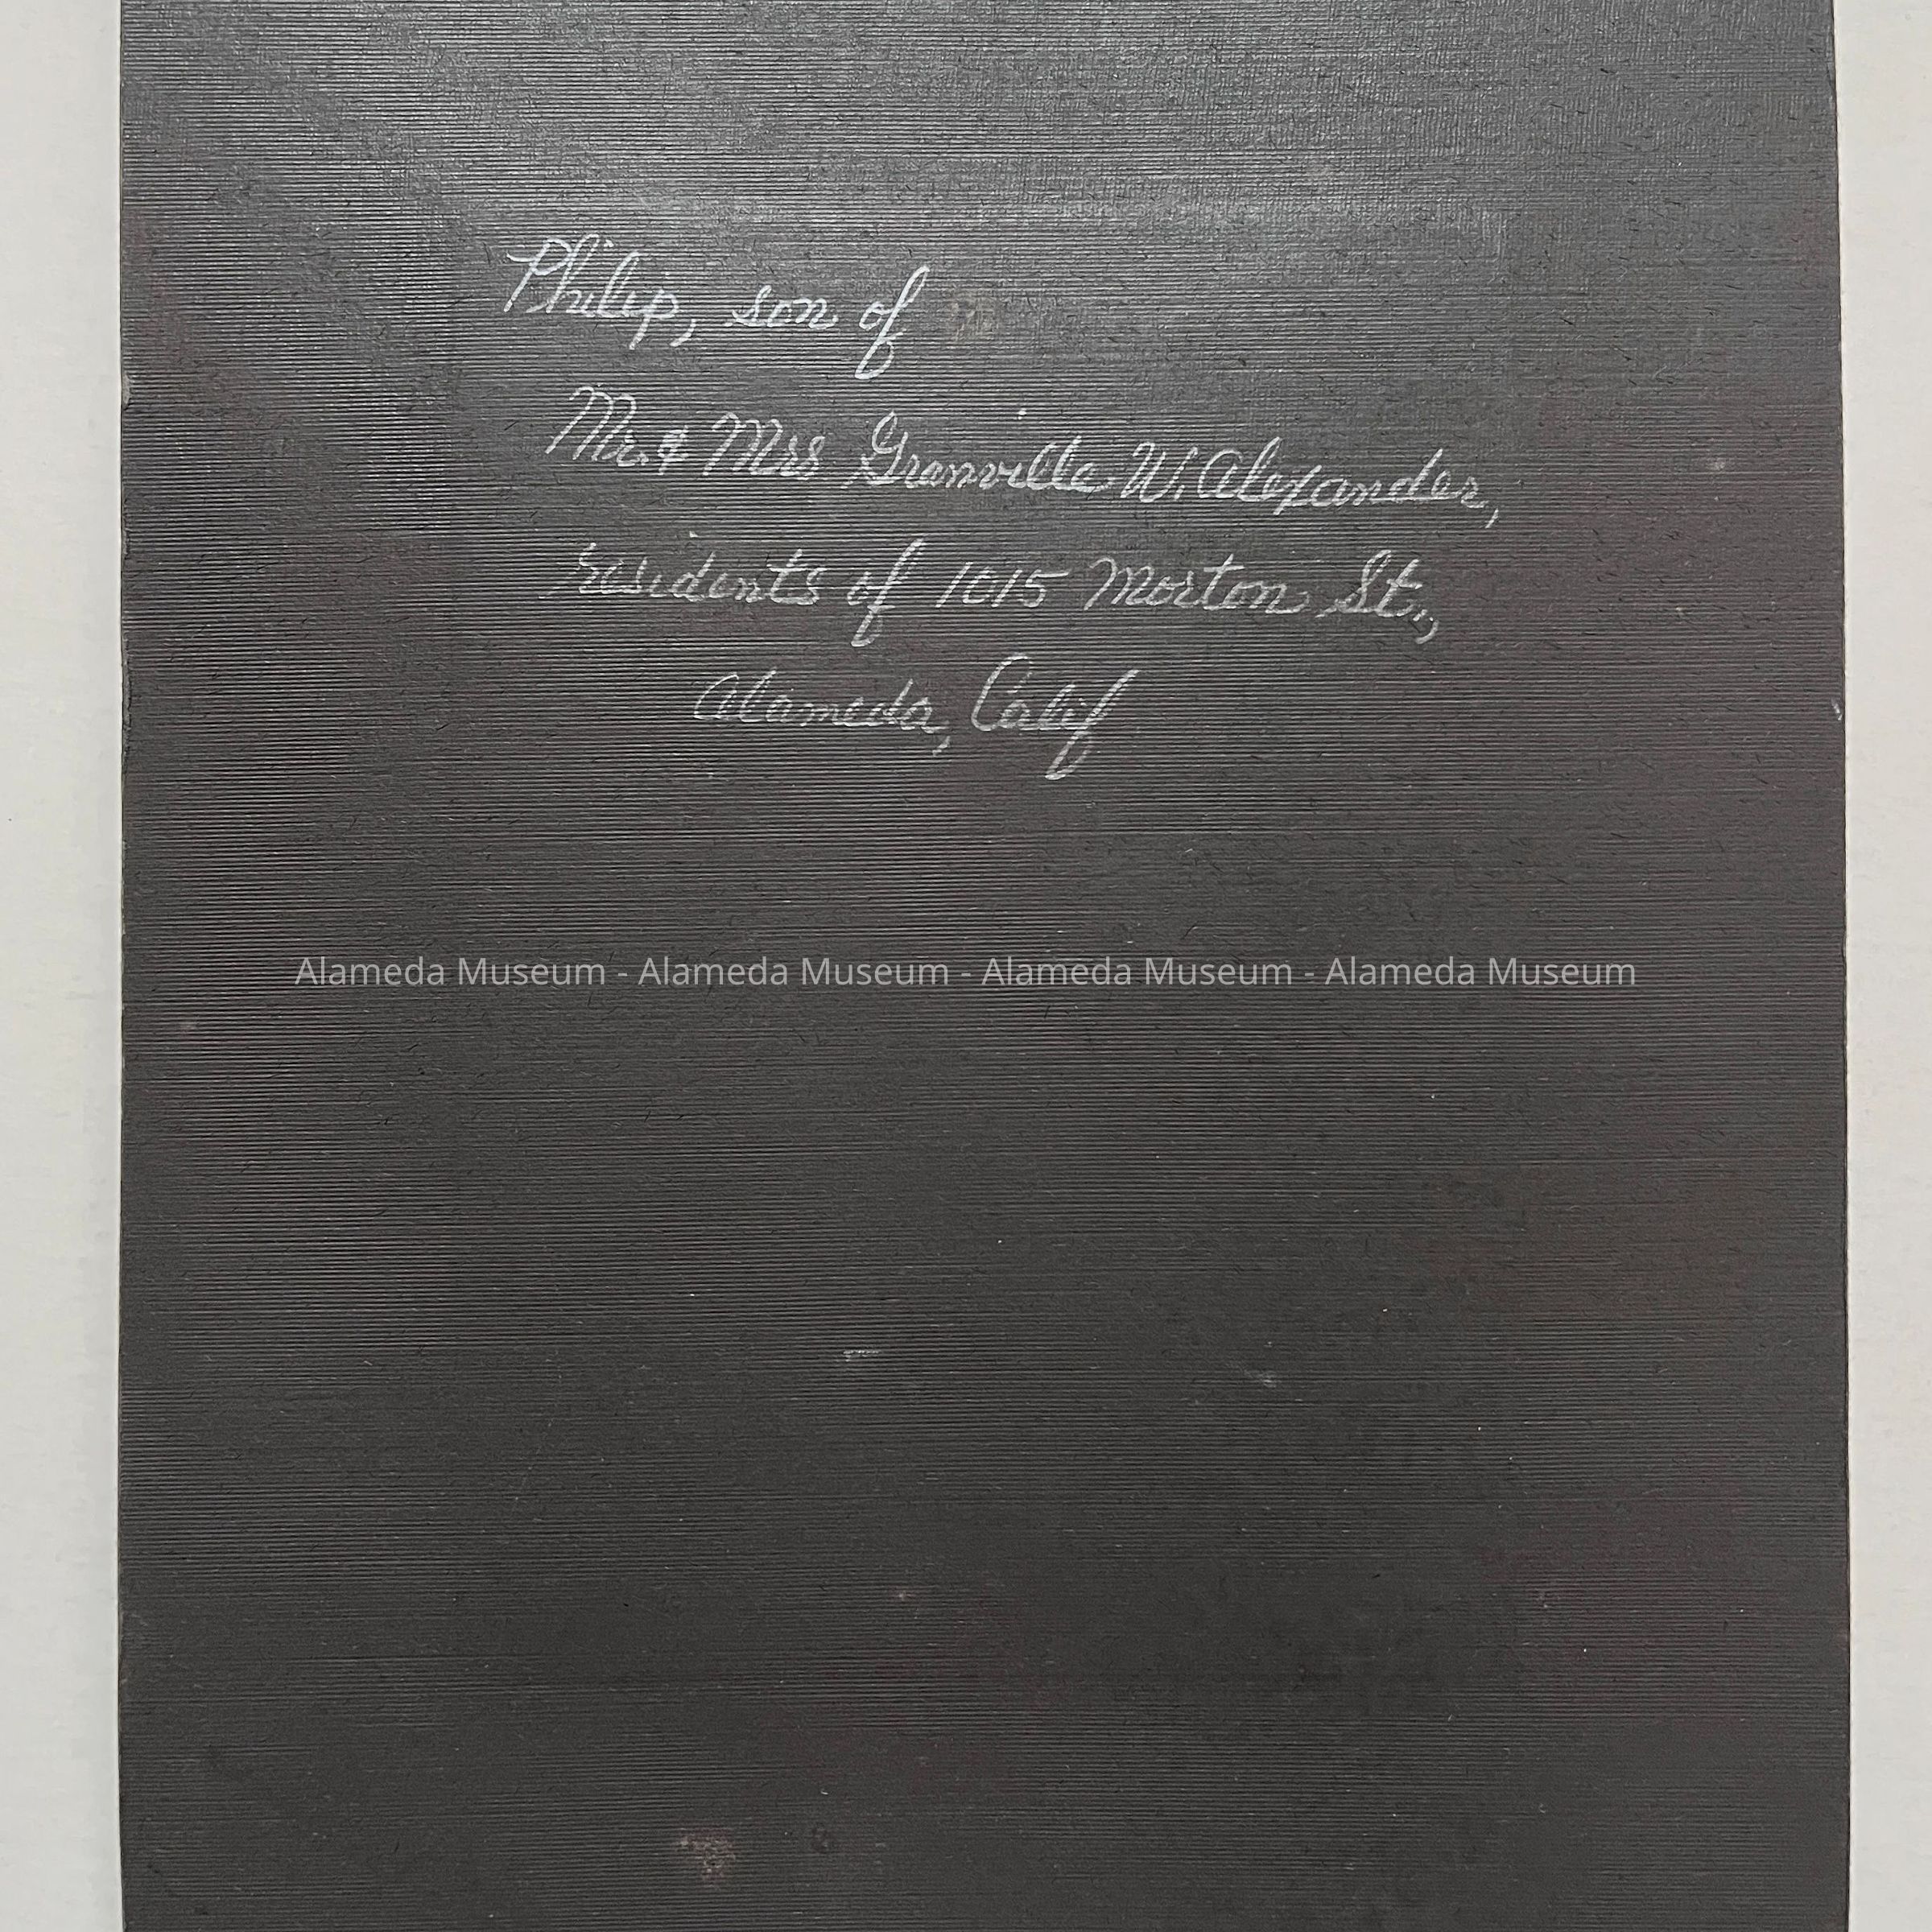 Philip, son of
Mr. & Mrs Granville W. Alexander,
residents of 1015 Morton St.,
Alameda, Calif
Alameda Museum - Alameda Museum - Alameda Museum - Alameda Museum